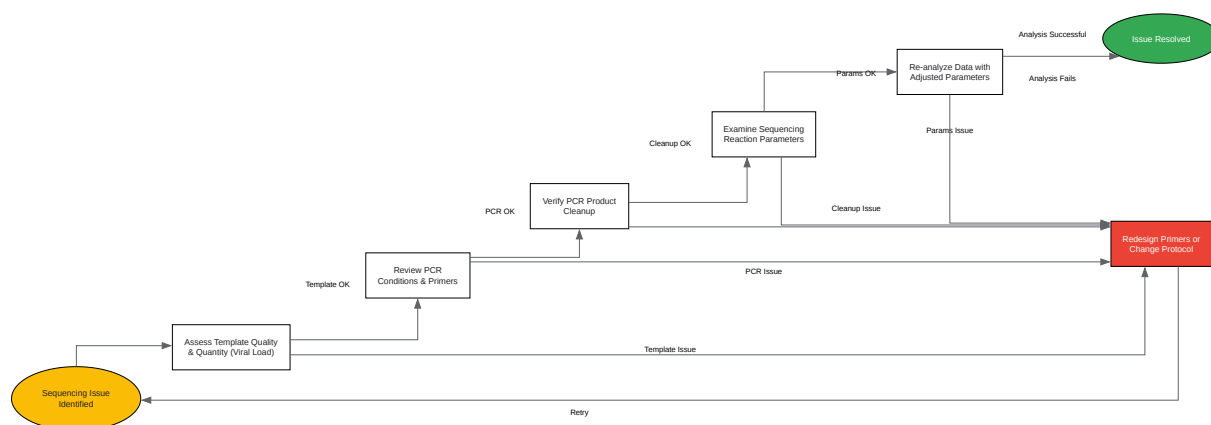 Analysis Successful
Issue Resolved
Re-analyze Data with
Adjusted Parameters
Params OK
Analysis Fails
Examine Sequencing
Reaction Parameters
Params Issue
Cleanup OK
Verify PCR Product
Cleanup
PCR OK
Cleanup Issue
Redesign Primers or
Change Protocol
Review PCR
Conditions & Primers
PCR Issue
Template OK
Assess Template Quality
& Quantity (Viral Load)
Template Issue
Sequencing Issue
Identified
Retry